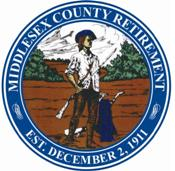 MIDDLESEX COUNTY RETIREMENT
EST. DECEMBER 2, 1911